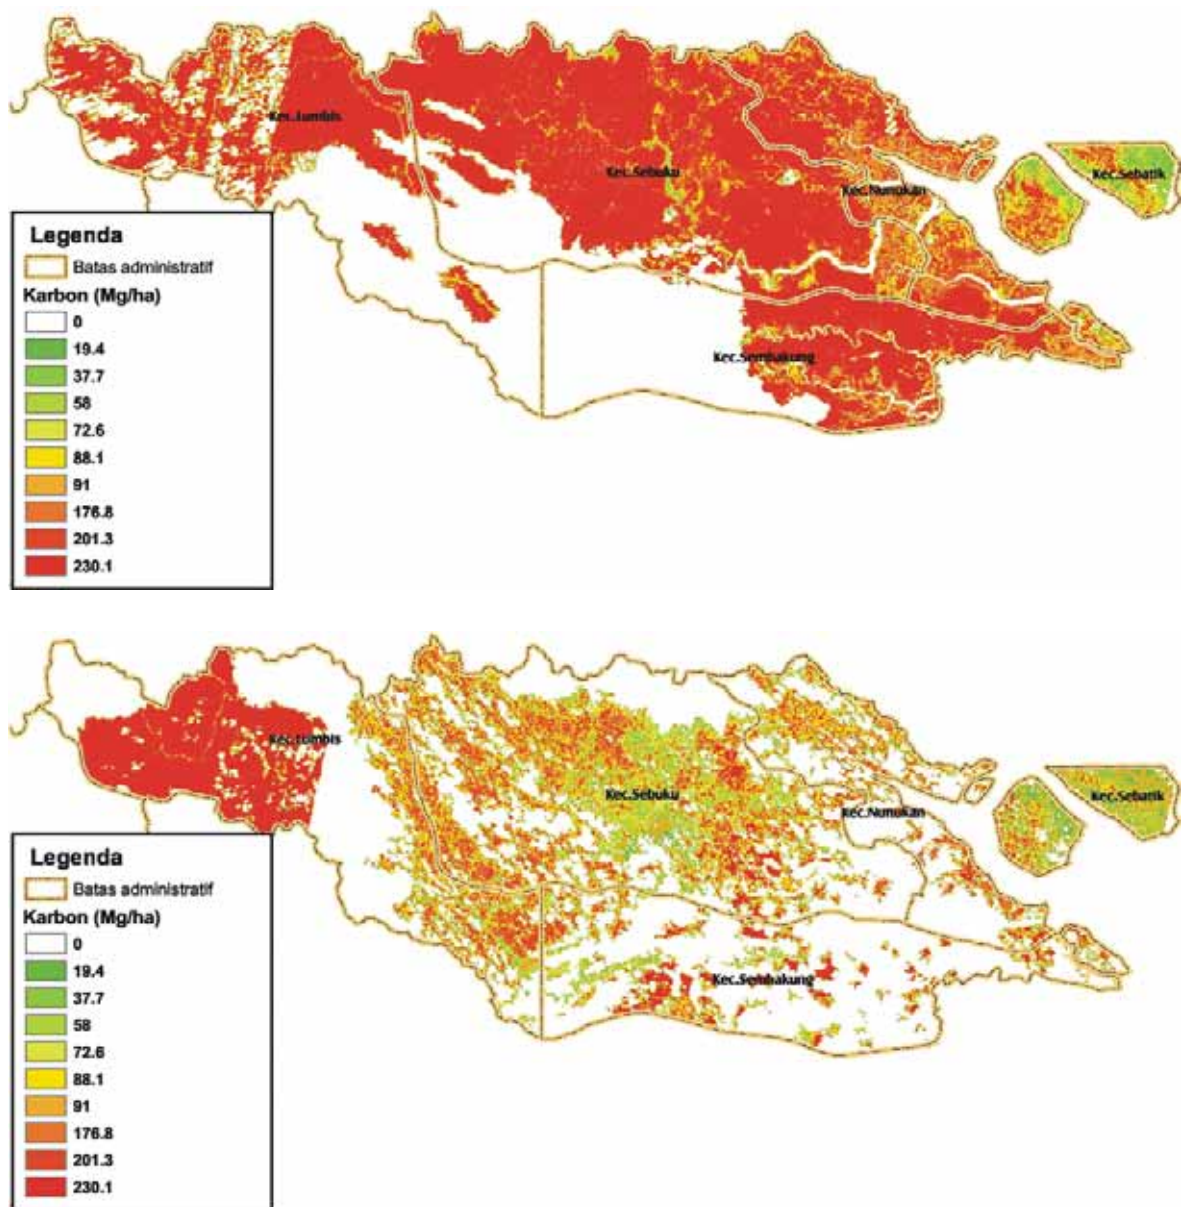 Kec.Lumbis
Kec.Sebuku
Kec.Sebatik
Kec.Nunukan
Kec.Sembakung
Legenda
Batas administratif
Karbon (Mg/ha)
0
19.4
37.7
58
72.6
88.1
91
176.8
201.3
230.1
Kec.Lumbis
Kec.Sebuku
Kec.Sebatik
Kec.Nunukan
Kec.Sembakung
Legenda
Batas administratif
Karbon (Mg/ha)
0
19.4
37.7
58
72.6
88.1
91
176.8
201.3
230.1